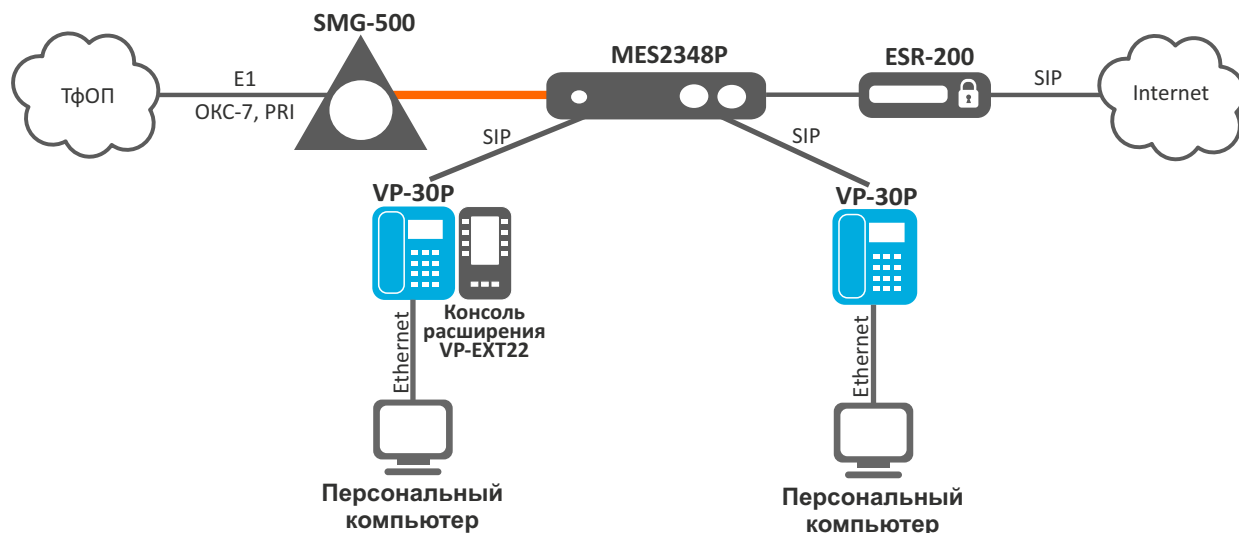 SMG-500
MES2348P
ESR-200
ТфОП
E1
ОКС-7, PRI
SIP
Internet
SIP
SIP
VP-30P
VP-30P
Консоль
расширения
VP-EXT22
Ethernet
Ethernet
Персональный
компьютер
Персональный
компьютер